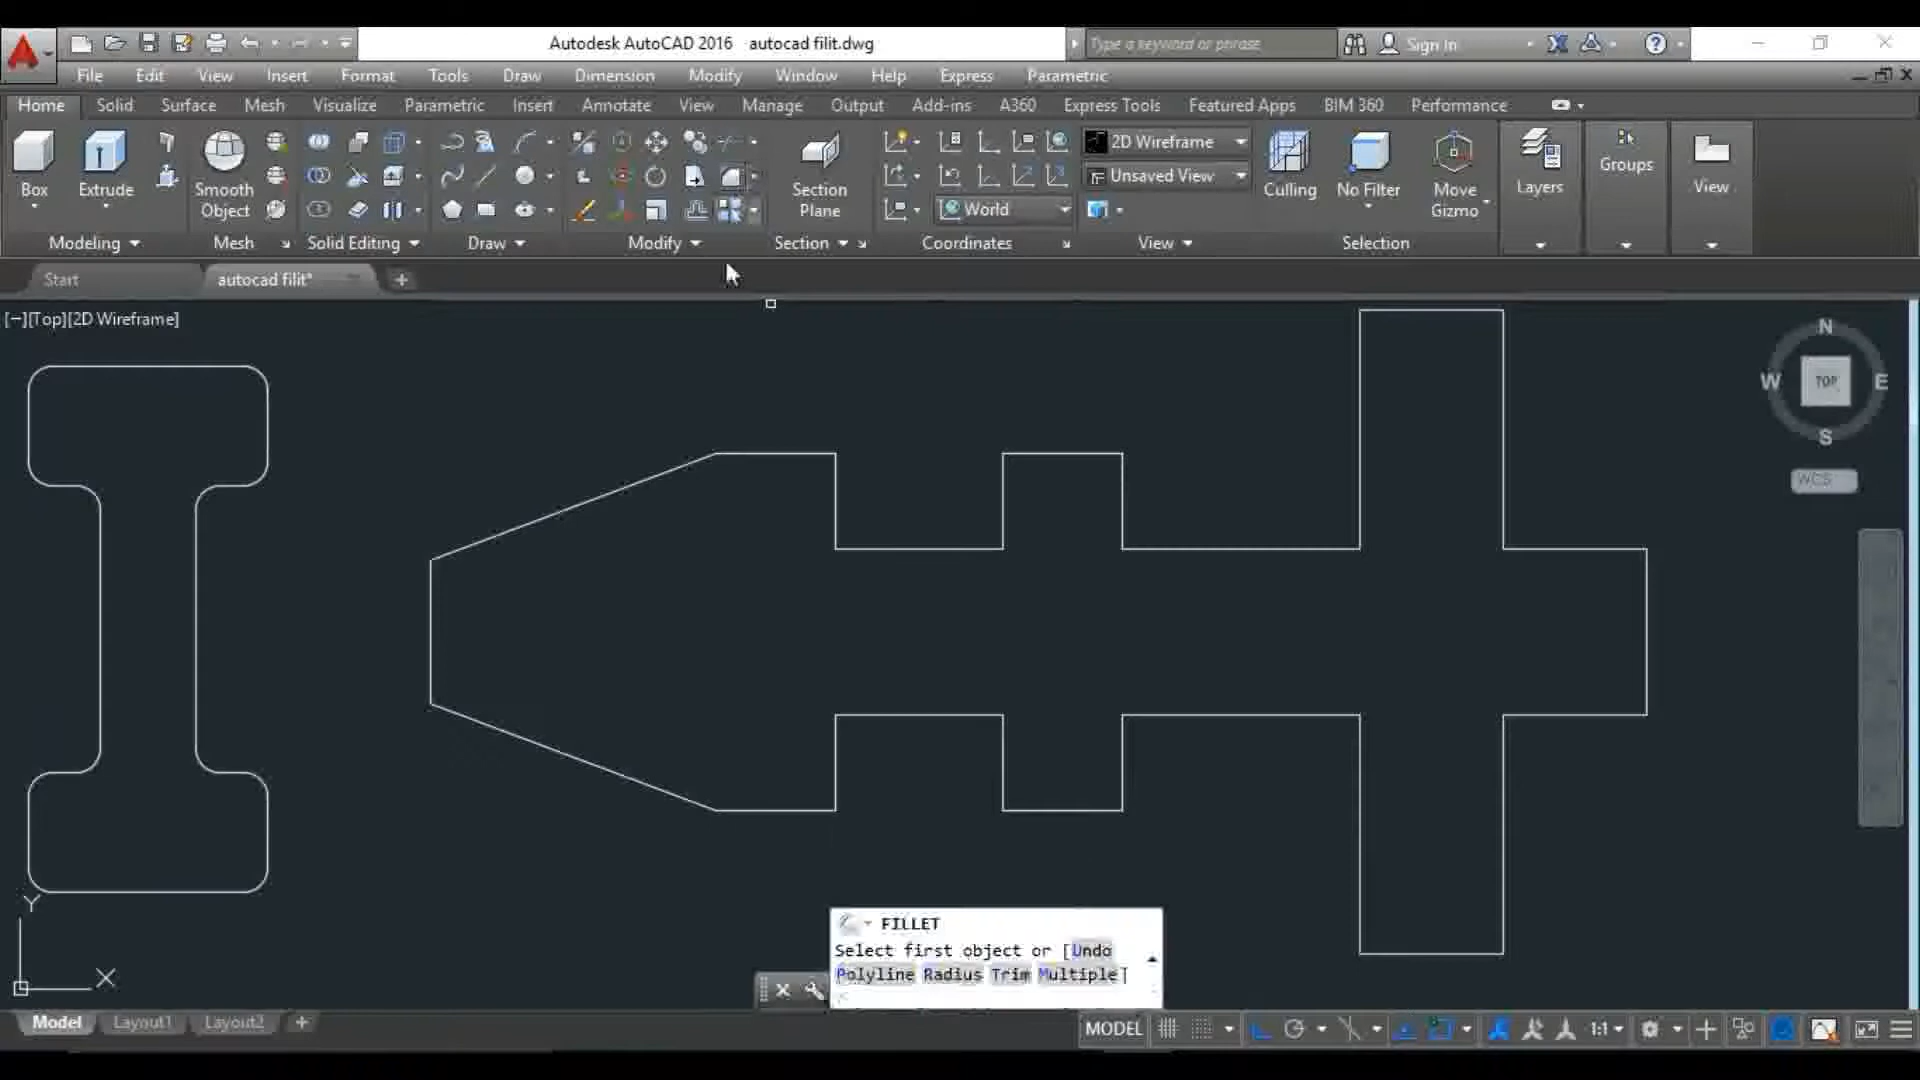 Autodesk AutoCAD 2016 autocad filit.dwg
Type a keyword or phrase
Sign In
File Edit View Insert Format Tools Draw Dimension Modify Window Help Express Parametric
Home Solid Surface Mesh Visualize Parametric Insert Annotate View Manage Output Add-ins A360 Express Tools Featured Apps BIM 360 Performance
Box
Extrude
Smooth Object
Section Plane
World
2D Wireframe
Unsaved View
Culling
No Filter
Move Gizmo
Layers
Groups
View
Modeling Mesh Solid Editing Draw Modify Section Coordinates View Selection
Start autocad filit*
[−][Top][2D Wireframe]
N
W TOP E
S
WCS
Y
X
FILLET
Select first object or [Undo
Polyline Radius Trim Multiple]
Model Layout1 Layout2
MODEL
1:1